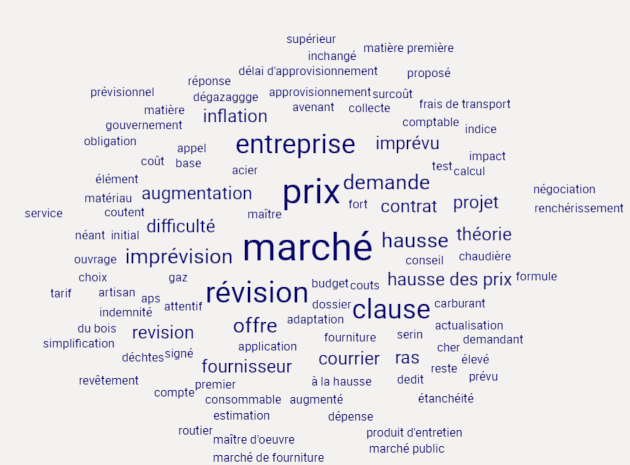 supérieur
inchangé matière première
délai d'approvisionnement proposé
réponse
prévisionnel dégazaggge approvisionnement surcoût
matière inflation avenant collecte frais de transport
gouvernement comptable indice
obligation appel entreprise imprévu
coût base acier test calcul impact
élément
matériau augmentation prix demande négociation
service coutent maître fort contrat projet renchérissement
néant initial difficulté marché hausse théorie
ouvrage imprévision conseil chaudière
choix gaz hausse des prix formule
tarif artisan aps attentif révision budget couts
indemnité dossier clause carburant
du bois revision offre adaptation actualisation
simplification application fourniture serin cher demandant
déchtes signé fournisseur courrier ras reste élevé
revêtement premier à la hausse dedit prévu
compte consommable augmenté étanchéité
estimation dépense
routier maître d'oeuvre produit d'entretien
marché de fourniture marché public